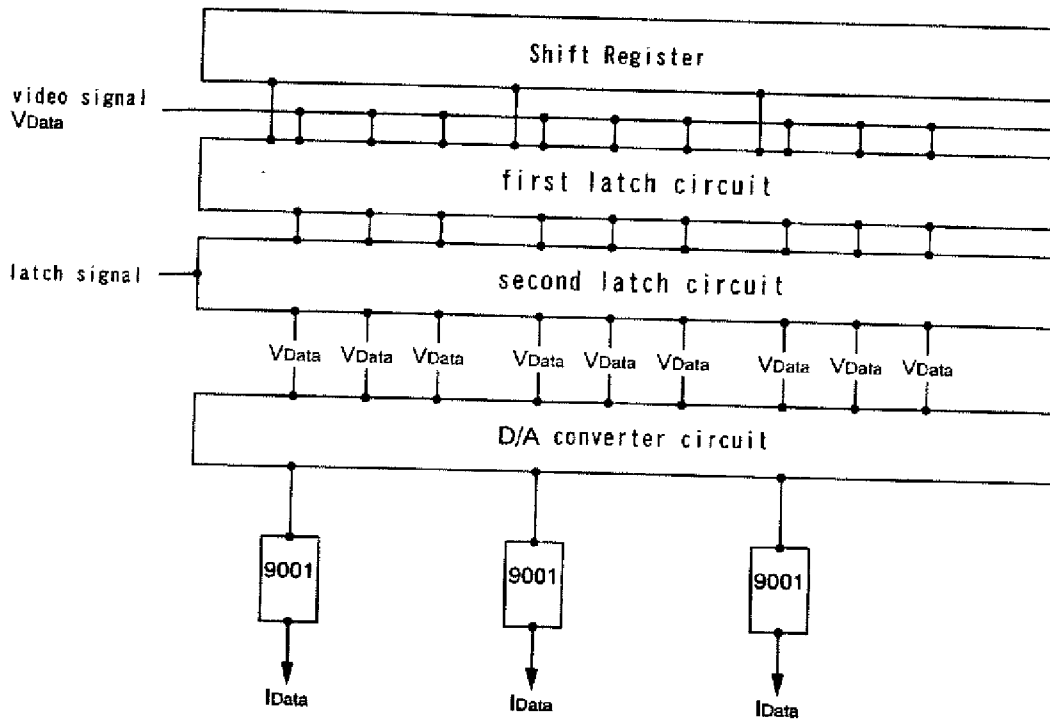 Shift Register
video signal
VData
first latch circuit
latch signal
second latch circuit
VData VData VData VData VData VData VData VData VData
D/A converter circuit
9001 9001 9001
IData IData IData